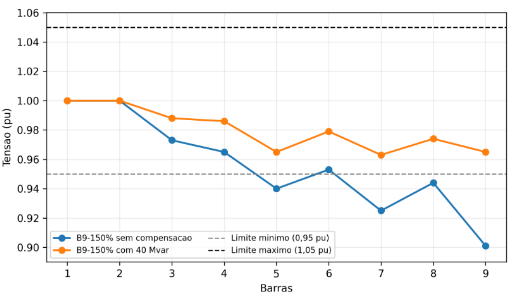 1.06
1.04
1.02
1.00
0.98
0.96
0.94
0.92
0.90
Tensao (pu)
B9-150% sem compensacao
B9-150% com 40 Mvar
Limite minimo (0,95 pu)
Limite maximo (1,05 pu)
1 2 3 4 5 6 7 8 9
Barras